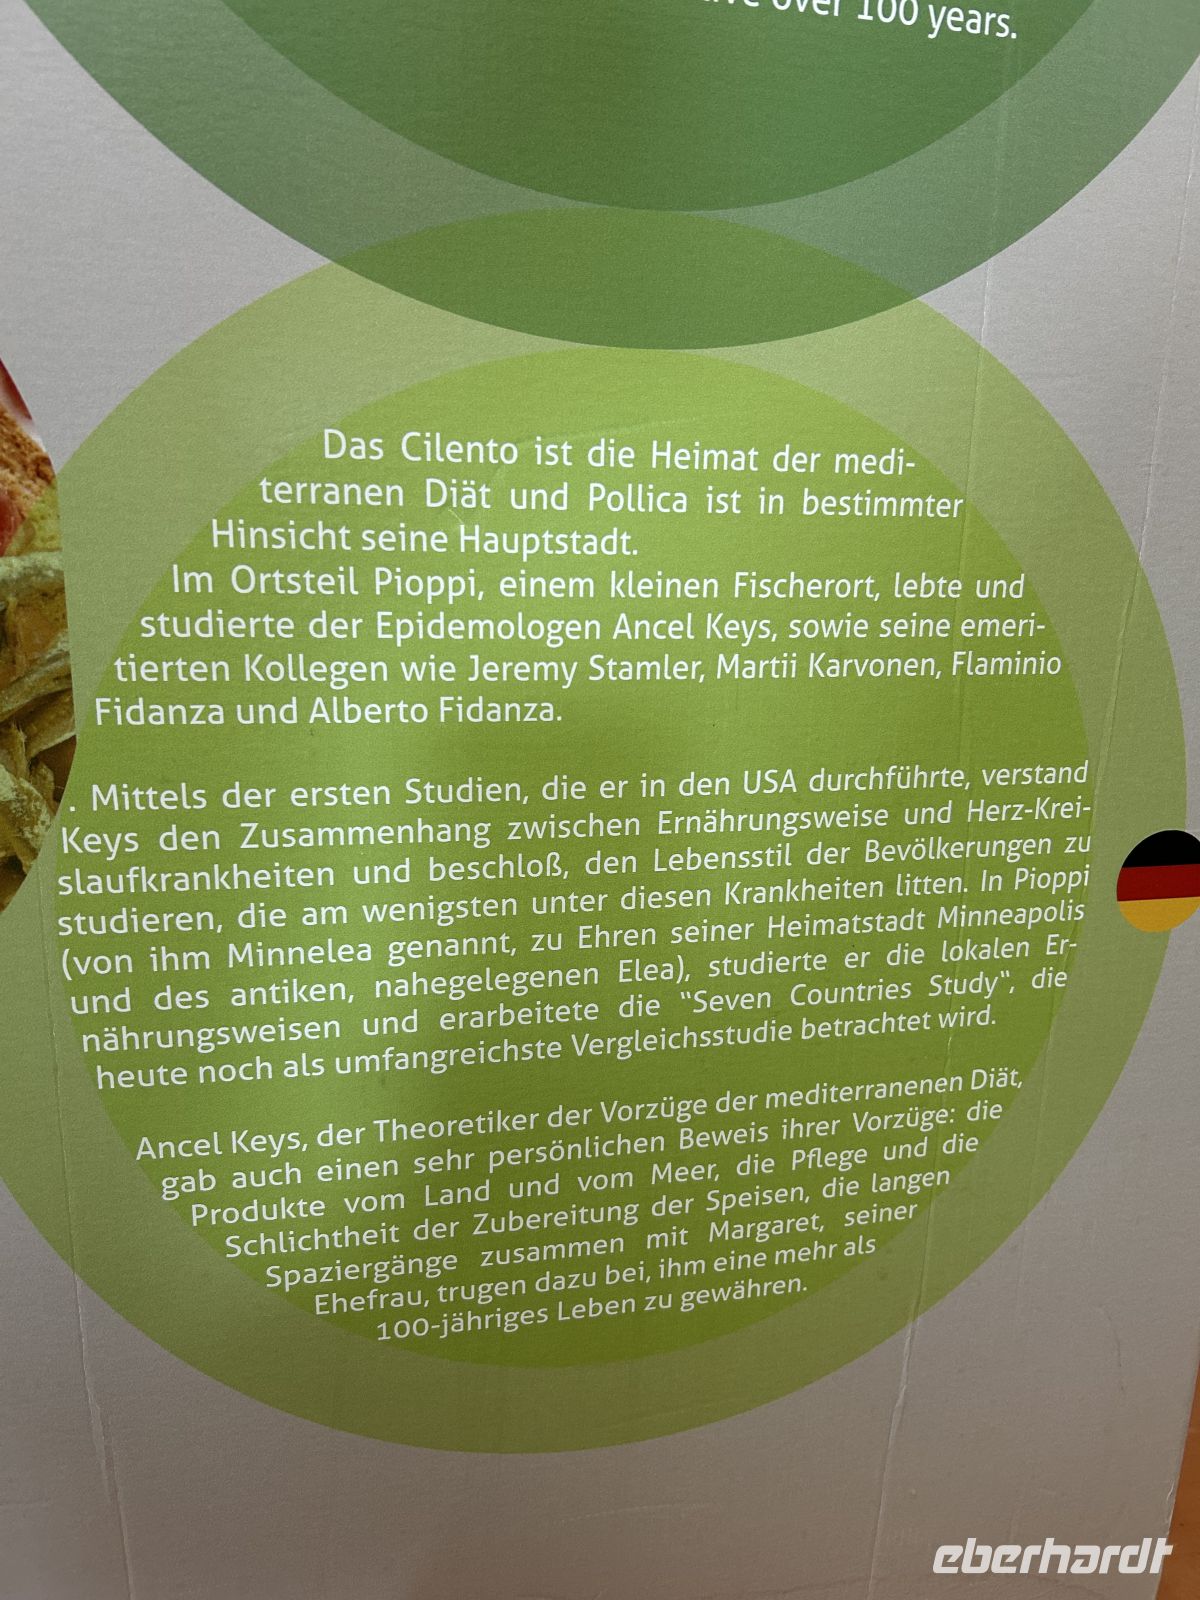 over 100 years.
Das Cilento ist die Heimat der medi-
terranen Diät und Pollica ist in bestimmter
Hinsicht seine Hauptstadt.
Im Ortsteil Pioppi, einem kleinen Fischerort, lebte und
studierte der Epidemologen Ancel Keys, sowie seine emeri-
tierten Kollegen wie Jeremy Stamler, Martii Karvonen, Flaminio
Fidanza und Alberto Fidanza.
. Mittels der ersten Studien, die er in den USA durchführte, verstand
Keys den Zusammenhang zwischen Ernährungsweise und Herz-Krei-
slaufkrankheiten und beschloß, den Lebensstil der Bevölkerungen zu
studieren, die am wenigsten unter diesen Krankheiten litten. In Pioppi
(von ihm Minnelea genannt, zu Ehren seiner Heimatstadt Minneapolis
und des antiken, nahegelegenen Elea), studierte er die lokalen Er-
nährungsweisen und erarbeitete die "Seven Countries Study", die
heute noch als umfangreichste Vergleichsstudie betrachtet wird.
Ancel Keys, der Theoretiker der Vorzüge der mediterranenen Diät,
gab auch einen sehr persönlichen Beweis ihrer Vorzüge: die
Produkte vom Land und vom Meer, die Pflege und die
Schlichtheit der Zubereitung der Speisen, die langen
Spaziergänge zusammen mit Margaret, seiner
Ehefrau, trugen dazu bei, ihm eine mehr als
100-jähriges Leben zu gewähren.
eberhardt